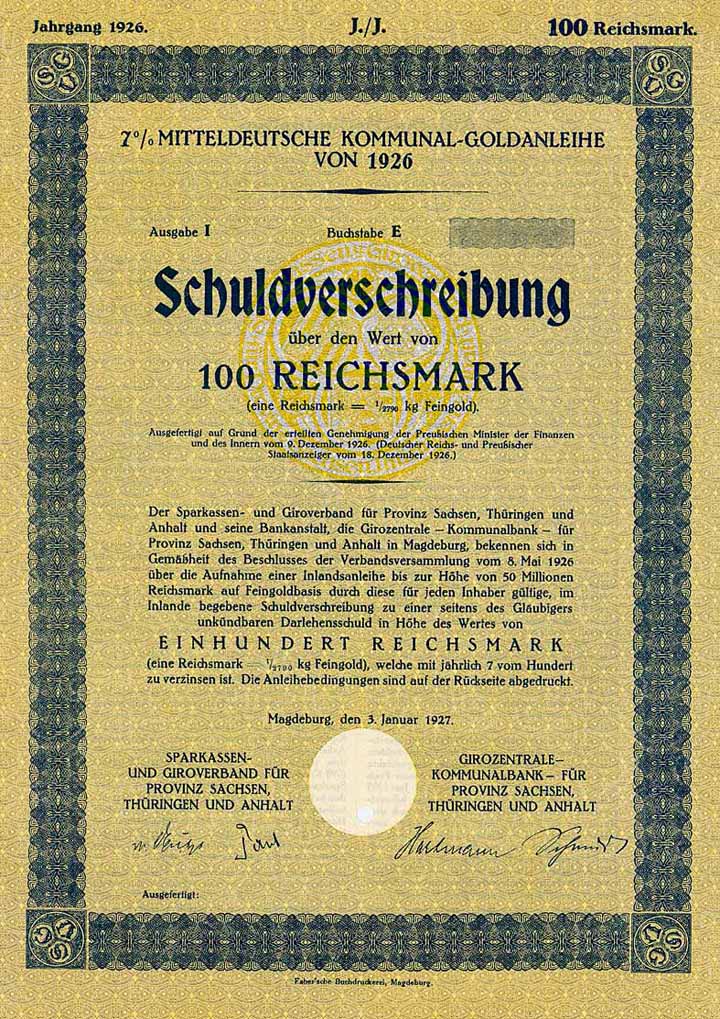 Jahrgang 1926.
J./J.
100 Reichsmark.
7% MITTELDEUTSCHE KOMMUNAL-GOLDANLEIHE
VON 1926
Ausgabe I
Buchstabe E
Schuldverschreibung
über den Wert von
100 REICHSMARK
(eine Reichsmark = 1/2790 kg Feingold).
Ausgefertigt auf Grund der erteilten Genehmigung der Preußischen Minister der Finanzen
und des Innern vom 9. Dezember 1926. (Deutscher Reichs- und Preußischer
Staatsanzeiger vom 18. Dezember 1926.)
Der Sparkassen- und Giroverband für Provinz Sachsen, Thüringen und
Anhalt und seine Bankanstalt, die Girozentrale – Kommunalbank – für
Provinz Sachsen, Thüringen und Anhalt in Magdeburg, bekennen sich in
Gemäßheit des Beschlusses der Verbandsversammlung vom 8. Mai 1926
über die Aufnahme einer Inlandsanleihe bis zur Höhe von 50 Millionen
Reichsmark auf Feingoldbasis durch diese für jeden Inhaber gültige, im
Inlande begebene Schuldverschreibung zu einer seitens des Gläubigers
unkündbaren Darlehensschuld in Höhe des Wertes von
EINHUNDERT REICHSMARK
(eine Reichsmark = 1/2790 kg Feingold), welche mit jährlich 7 vom Hundert
zu verzinsen ist. Die Anleihebedingungen sind auf der Rückseite abgedruckt.
Magdeburg, den 3. Januar 1927.
SPARKASSEN-
UND GIROVERBAND FÜR
PROVINZ SACHSEN,
THÜRINGEN UND ANHALT
GIROZENTRALE–
KOMMUNALBANK – FÜR
PROVINZ SACHSEN,
THÜRINGEN UND ANHALT
Hartmann
Ausgefertigt:
Faber'sche Buchdruckerei, Magdeburg.